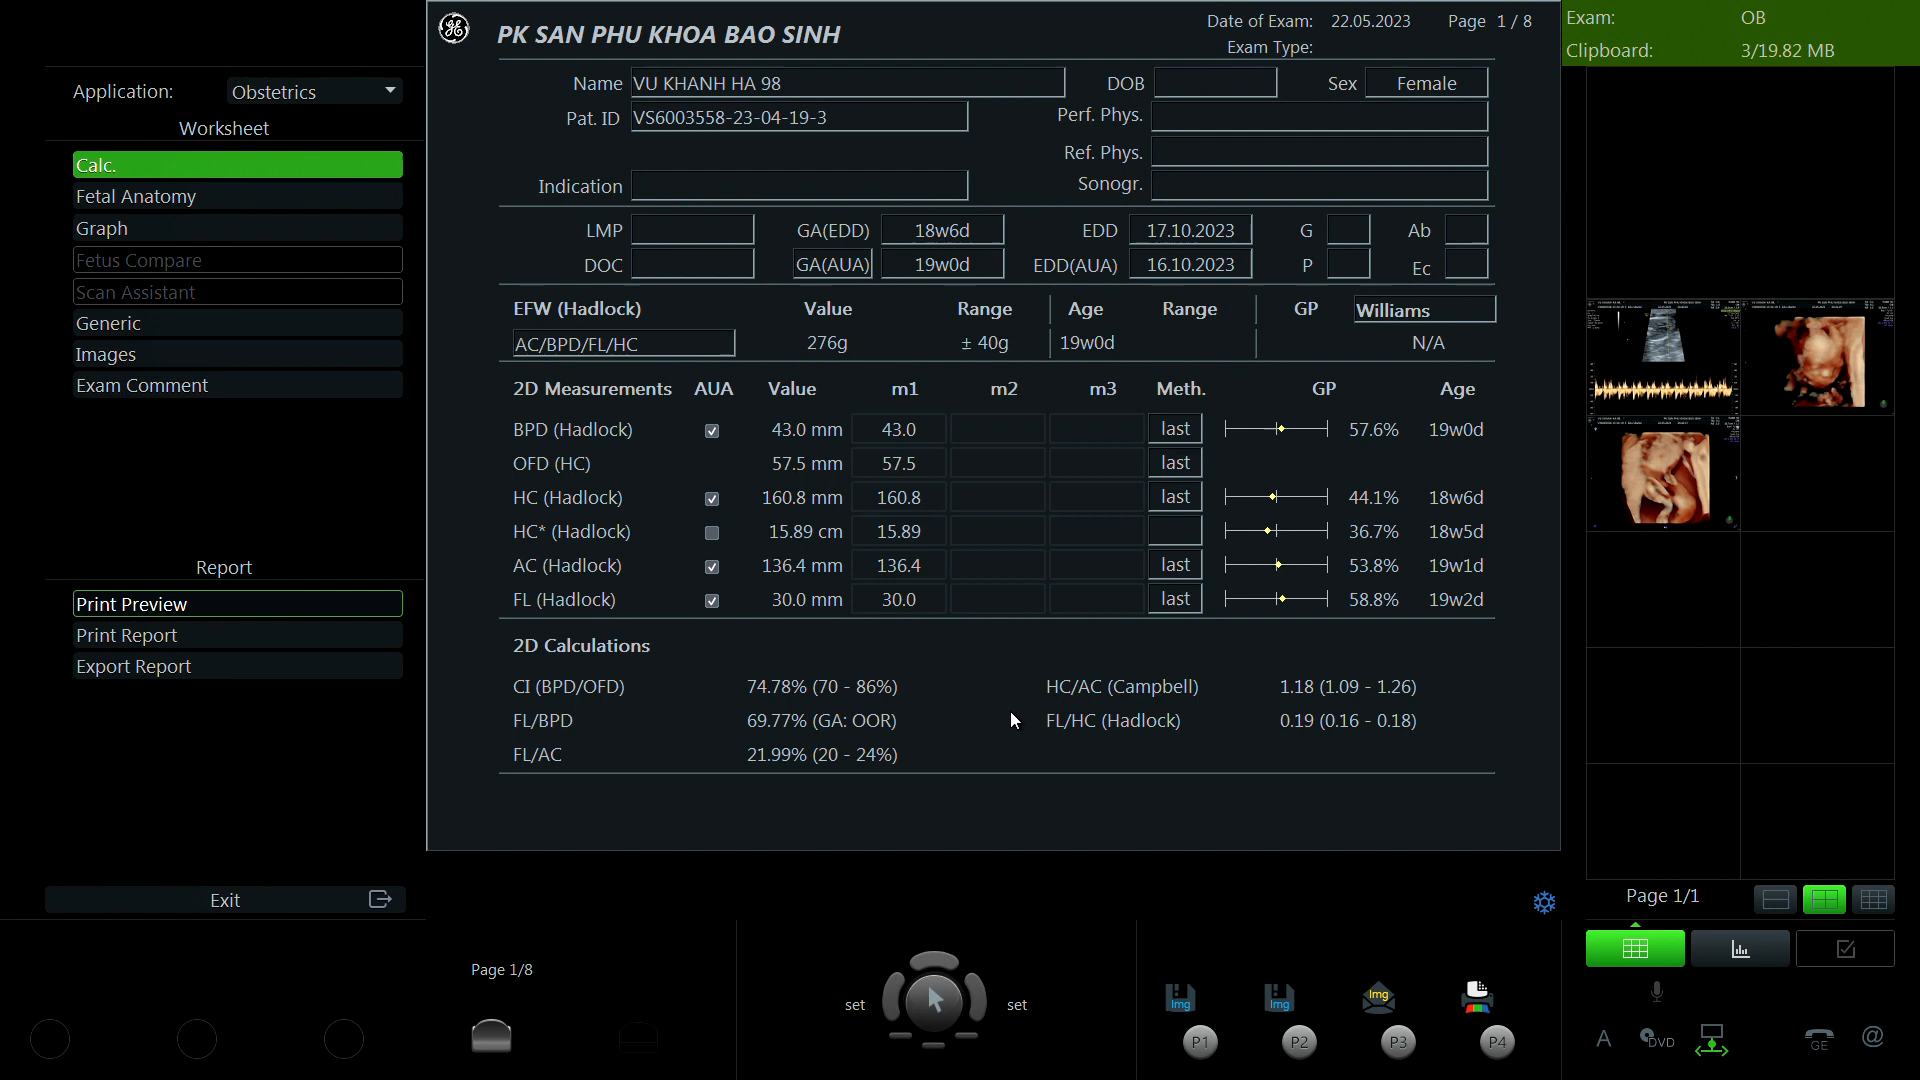 PK SAN PHU KHOA BAO SINH
Date of Exam: 22.05.2023 Page 1 / 8
Exam Type:
Exam: OB
Clipboard: 3/19.82 MB
Application: Obstetrics
Worksheet
Calc.
Fetal Anatomy
Graph
Fetus Compare
Scan Assistant
Generic
Images
Exam Comment
Report
Print Preview
Print Report
Export Report
Exit
Name VU KHANH HA 98 DOB Sex Female
Pat. ID VS6003558-23-04-19-3 Perf. Phys.
Ref. Phys.
Indication Sonogr.
LMP GA(EDD) 18w6d EDD 17.10.2023 G Ab
DOC GA(AUA) 19w0d EDD(AUA) 16.10.2023 P Ec
EFW (Hadlock) Value Range Age Range GP Williams
AC/BPD/FL/HC 276g ± 40g 19w0d N/A
2D Measurements AUA Value m1 m2 m3 Meth. GP Age
BPD (Hadlock) 43.0 mm 43.0 last 57.6% 19w0d
OFD (HC) 57.5 mm 57.5 last
HC (Hadlock) 160.8 mm 160.8 last 44.1% 18w6d
HC* (Hadlock) 15.89 cm 15.89 36.7% 18w5d
AC (Hadlock) 136.4 mm 136.4 last 53.8% 19w1d
FL (Hadlock) 30.0 mm 30.0 last 58.8% 19w2d
2D Calculations
CI (BPD/OFD) 74.78% (70 - 86%) HC/AC (Campbell) 1.18 (1.09 - 1.26)
FL/BPD 69.77% (GA: OOR) FL/HC (Hadlock) 0.19 (0.16 - 0.18)
FL/AC 21.99% (20 - 24%)
Page 1/1
Page 1/8
set set
Img Img Img
P1 P2 P3 P4
A DVD GE @